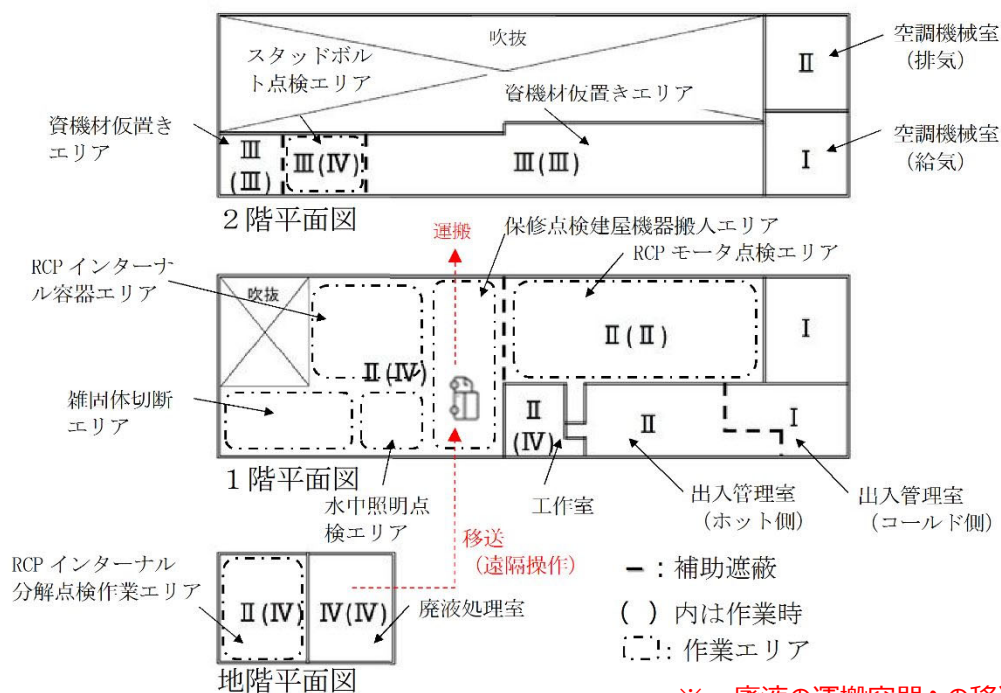 吹抜
スタッドボル
ト点検エリア
資機材仮置きエリア
空調機械室
（排気）
Ⅱ
資機材仮置き
エリア
Ⅲ
(Ⅲ)
Ⅲ(Ⅳ)
Ⅲ(Ⅲ)
Ⅰ
空調機械室
（給気）
２階平面図
運搬
保修点検建屋機器搬入エリア
RCP モータ点検エリア
RCP インターナ
ル容器エリア
吹抜
Ⅱ(Ⅳ)
Ⅱ(Ⅱ)
Ⅰ
雑固体切断
エリア
Ⅱ
(Ⅳ)
Ⅱ
Ⅰ
１階平面図
水中照明点
検エリア
工作室
出入管理室
（ホット側）
出入管理室
（コールド側）
移送
（遠隔操作）
RCP インターナル
分解点検作業エリア
Ⅱ(Ⅳ)
Ⅳ(Ⅳ)
廃液処理室
：補助遮蔽
( ) 内は作業時
：作業エリア
地階平面図